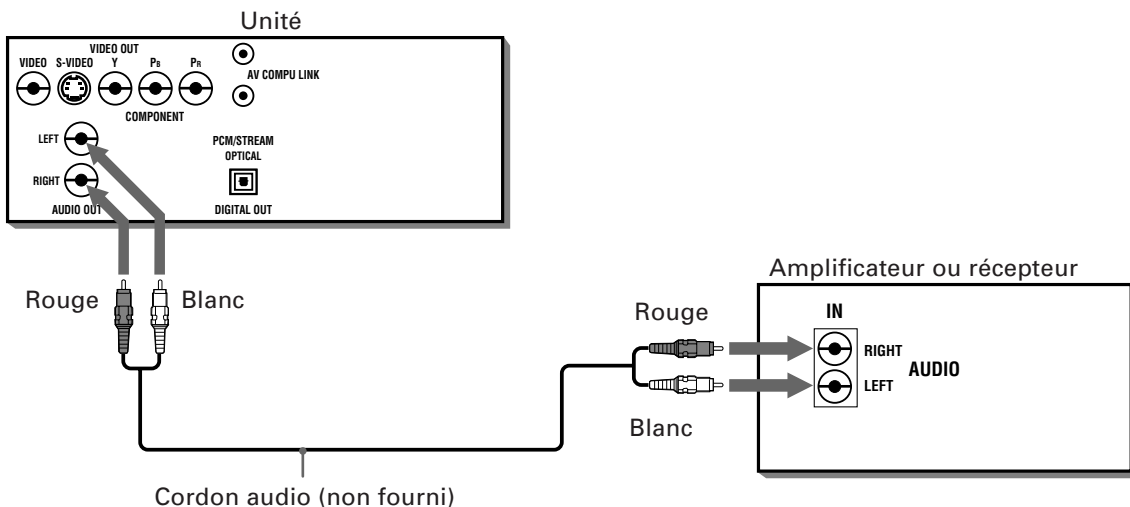 Unité
VIDEO OUT
VIDEO S-VIDEO Y PB PR
AV COMPU LINK
COMPONENT
LEFT
PCM/STREAM
OPTICAL
RIGHT
AUDIO OUT
DIGITAL OUT
Rouge
Blanc
Amplificateur ou récepteur
IN
Rouge
RIGHT
AUDIO
LEFT
Blanc
Cordon audio (non fourni)